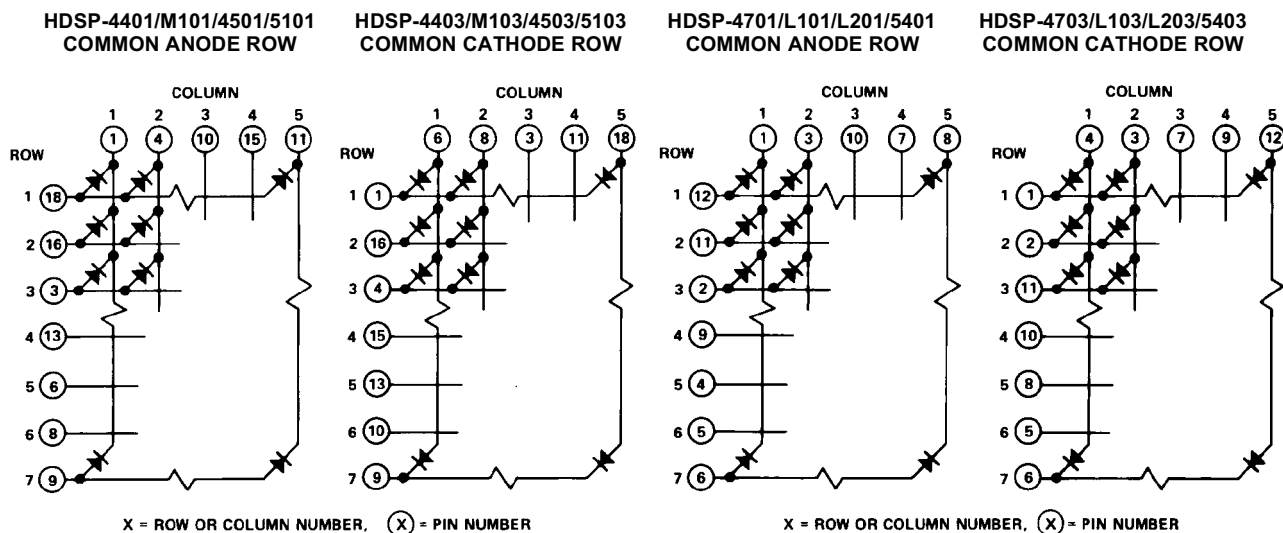 HDSP-4401/M101/4501/5101
COMMON ANODE ROW
HDSP-4403/M103/4503/5103
COMMON CATHODE ROW
HDSP-4701/L101/L201/5401
COMMON ANODE ROW
HDSP-4703/L103/L203/5403
COMMON CATHODE ROW
COLUMN
1 2 3 4 5
1 4 10 15 11
ROW
1 18
2 16
3 3
4 13
5 6
6 8
7 9
COLUMN
1 2 3 4 5
6 8 3 11 18
ROW
1 1
2 16
3 4
4 15
5 13
6 10
7 9
X = ROW OR COLUMN NUMBER, X = PIN NUMBER
COLUMN
1 2 3 4 5
1 3 10 7 8
ROW
1 12
2 11
3 2
4 9
5 4
6 5
7 6
COLUMN
1 2 3 4 5
4 3 7 9 12
ROW
1 1
2 2
3 11
4 10
5 8
6 5
7 6
X = ROW OR COLUMN NUMBER, X = PIN NUMBER